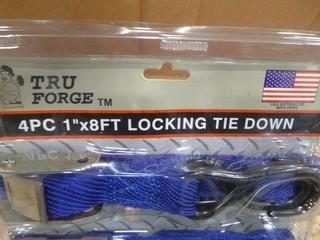 TRU
FORGE TM
4PC 1"x8FT LOCKING TIE DOWN